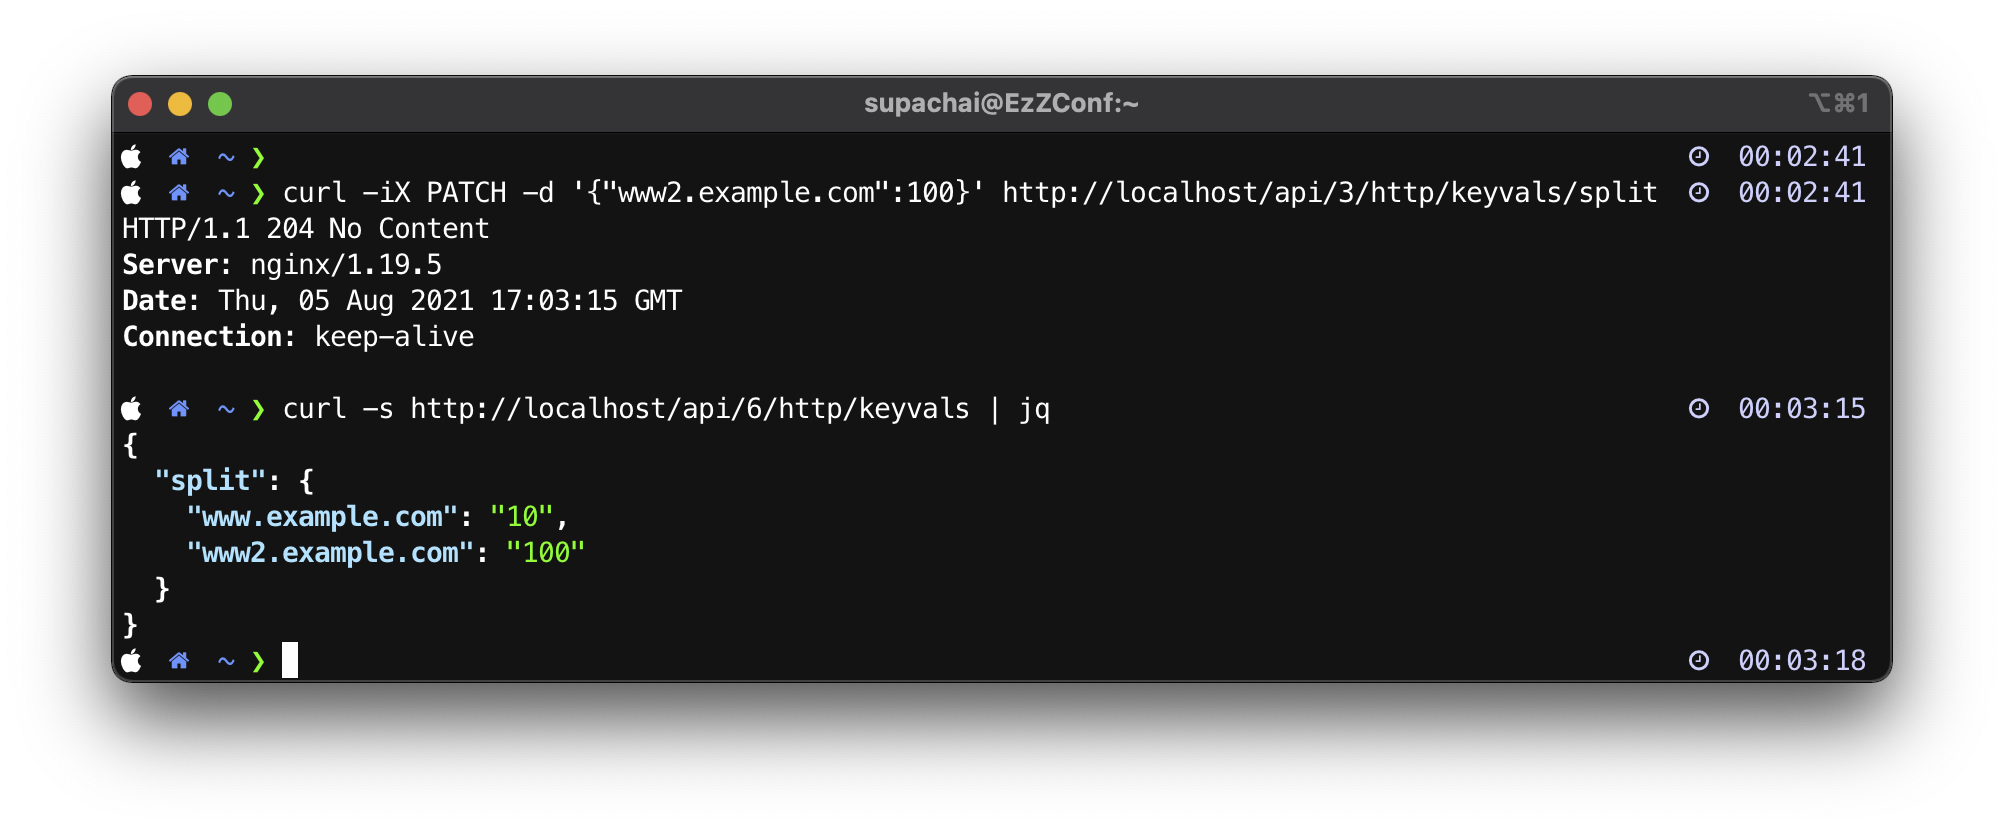 supachai@EzZConf:~ ⌥⌘1
~ ❯ 00:02:41
~ ❯ curl -iX PATCH -d '{"www2.example.com":100}' http://localhost/api/3/http/keyvals/split 00:02:41
HTTP/1.1 204 No Content
Server: nginx/1.19.5
Date: Thu, 05 Aug 2021 17:03:15 GMT
Connection: keep-alive
~ ❯ curl -s http://localhost/api/6/http/keyvals | jq 00:03:15
{
  "split": {
    "www.example.com": "10",
    "www2.example.com": "100"
  }
}
~ ❯ 00:03:18